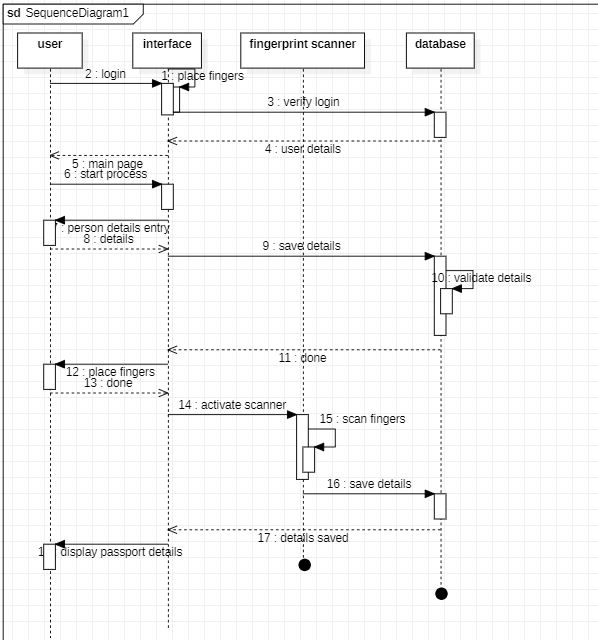 sd SequenceDiagram1
user
interface
fingerprint scanner
database
2 : login
1 : place fingers
3 : verify login
4 : user details
5 : main page
6 : start process
: person details entry
8 : details
9 : save details
10 : validate details
11 : done
12 : place fingers
13 : done
14 : activate scanner
15 : scan fingers
16 : save details
17 : details saved
1 display passport details